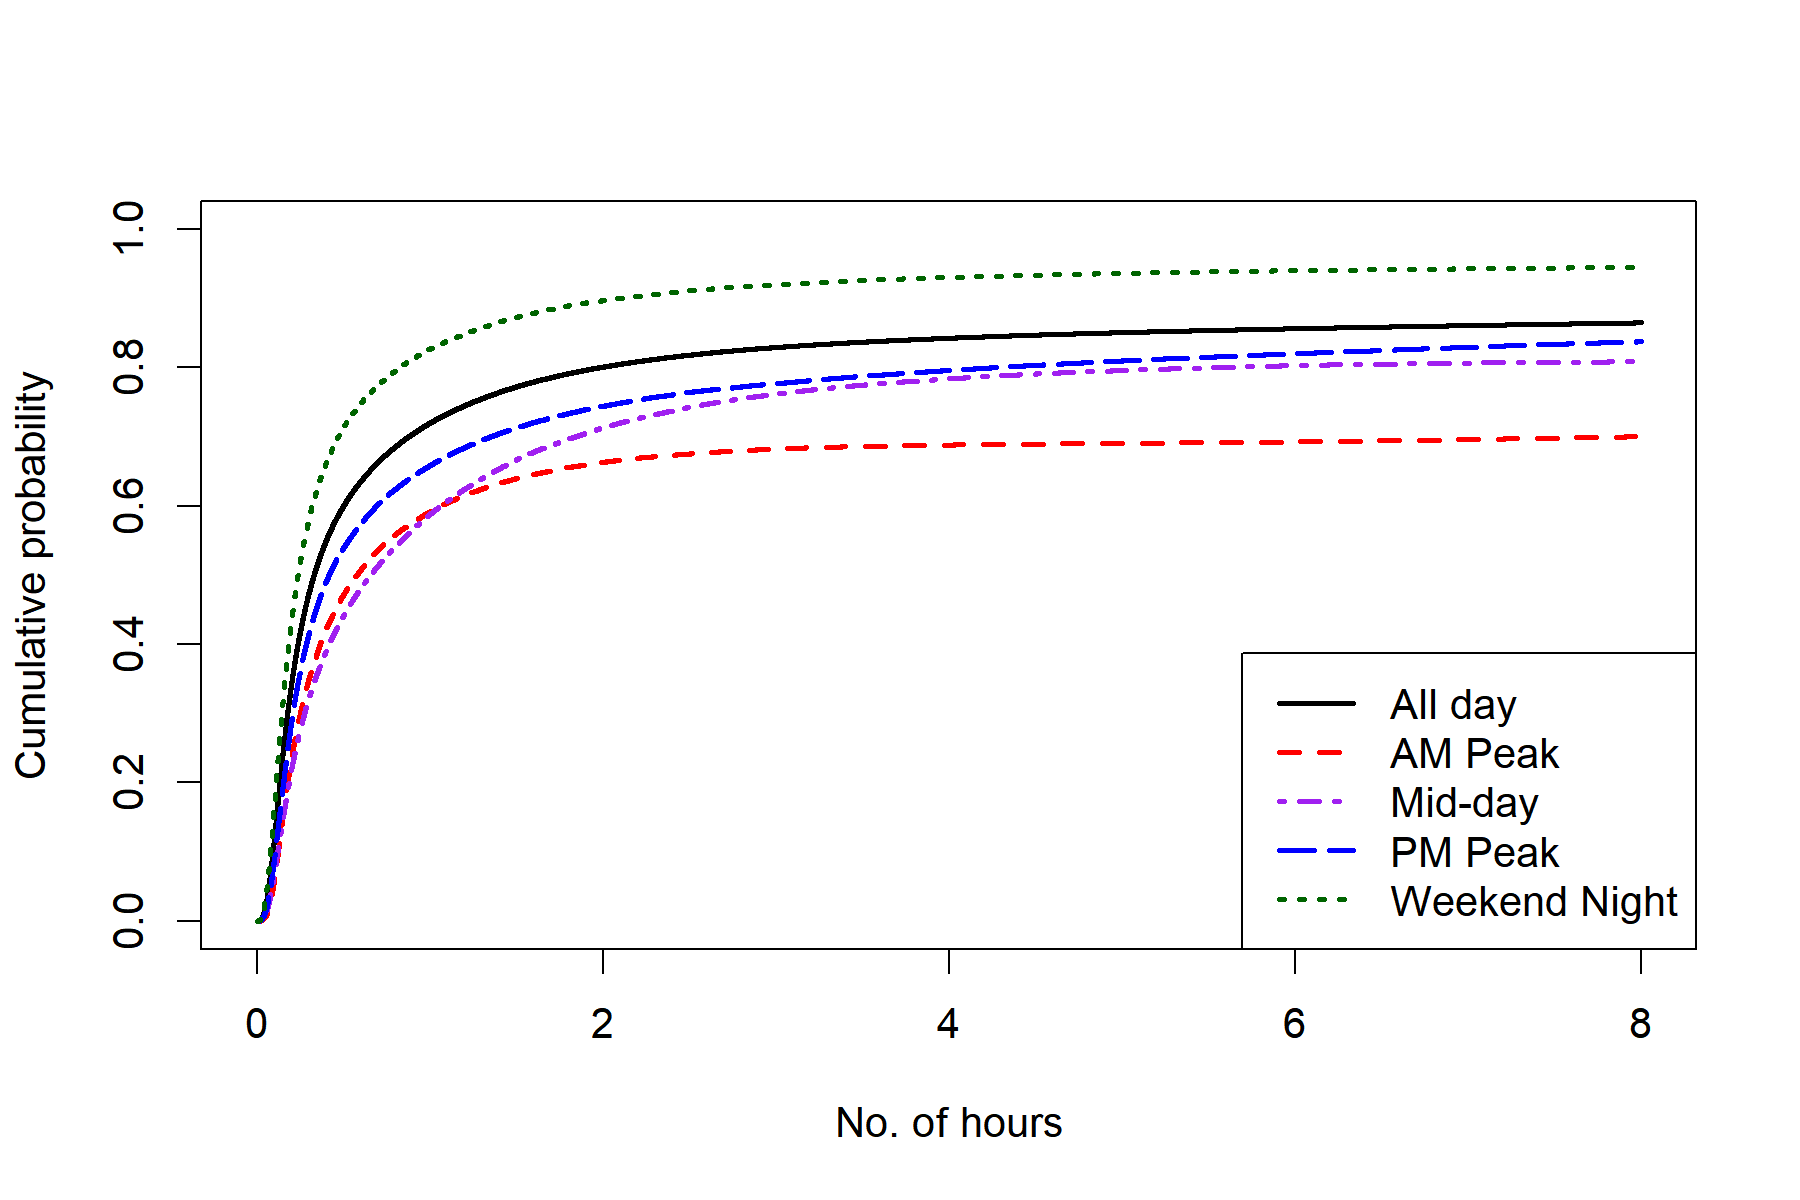 Cumulative probability
1.0
0.8
0.6
0.4
0.2
0.0
All day
AM Peak
Mid-day
PM Peak
Weekend Night
0 2 4 6 8
No. of hours